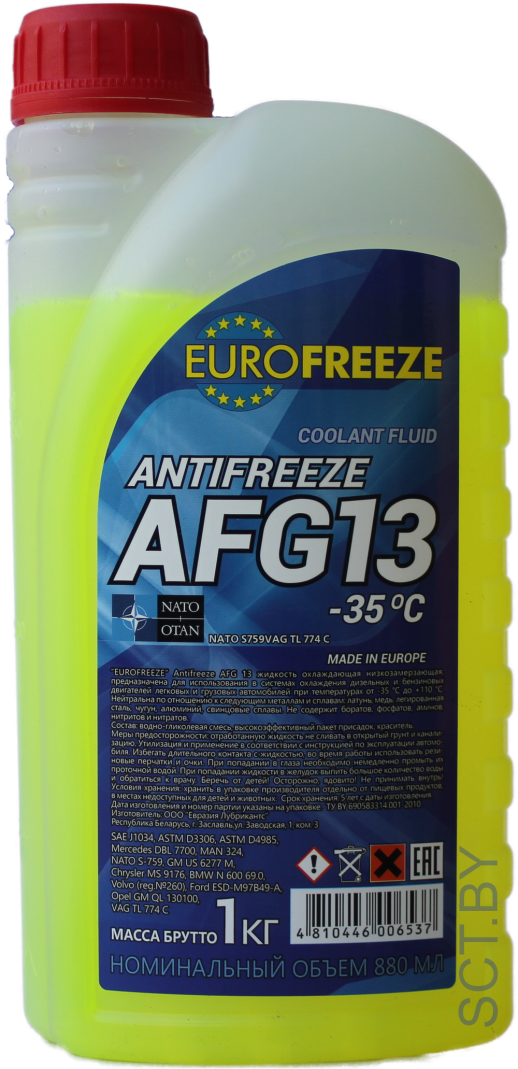 EUROFREEZE
COOLANT FLUID
ANTIFREEZE
AFG13
-35 ºC
NATO
OTAN
NATO S759VAG TL 774 C
MADE IN EUROPE
"EUROFREEZE" Antifreeze AFG 13 жидкость охлаждающая низкозамерзающая
предназначена для использования в системах охлаждения дизельных и бензиновых
двигателей легковых и грузовых автомобилей при температурах от -35 °C до +110 °C
Нейтральна по отношению к следующим металлам и сплавам: латунь, медь, легированная
сталь, чугун, алюминий, свинцовые сплавы. Не содержит боратов, фосфатов, аминов,
нитритов и нитратов.
Состав: водно-гликолевая смесь, высокоэффективный пакет присадок, краситель.
Меры предосторожности: отработанную жидкость не сливать в открытый грунт и канали
зацию. Утилизация и применение в соответствии с инструкцией по эксплуатации автомо-
биля. Избегать длительного контакта с жидкостью, во время работы использовать рези
новые перчатки и очки. При попадании в глаза необходимо немедленно промыть их
проточной водой. При попадании жидкости в желудок выпить большое количество воды
и обратиться к врачу. Беречь от детей! Осторожно, ядовито! Не принимать внутрь!
Условия хранения: хранить в упаковке производителя отдельно от пищевых продуктов
в местах недоступных для детей и животных. Срок хранения: 5 лет с даты изготовления.
Дата изготовления и номер партии указаны на упаковке ТУ BY 690583314.001-2010
Изготовитель ООО "Евразия Лубрикантс"
Республика Беларусь, г. Заславль,ул. Заводская, 1, ком. 3
SAE J1034, ASTM D3306, ASTM D4985,
Mercedes DBL 7700, MAN 324,
NATO S-759, GM US 6277 M,
Chrysler MS 9176, BMW N 600 69.0,
Volvo (reg.№260), Ford ESD-M97B49-A,
Opel GM QL 130100,
VAG TL 774 C
EAC
МАССА БРУТТО 1 КГ
4 810446 006537
НОМИНАЛЬНЫЙ ОБЪЕМ 880 МЛ
SCT.BY